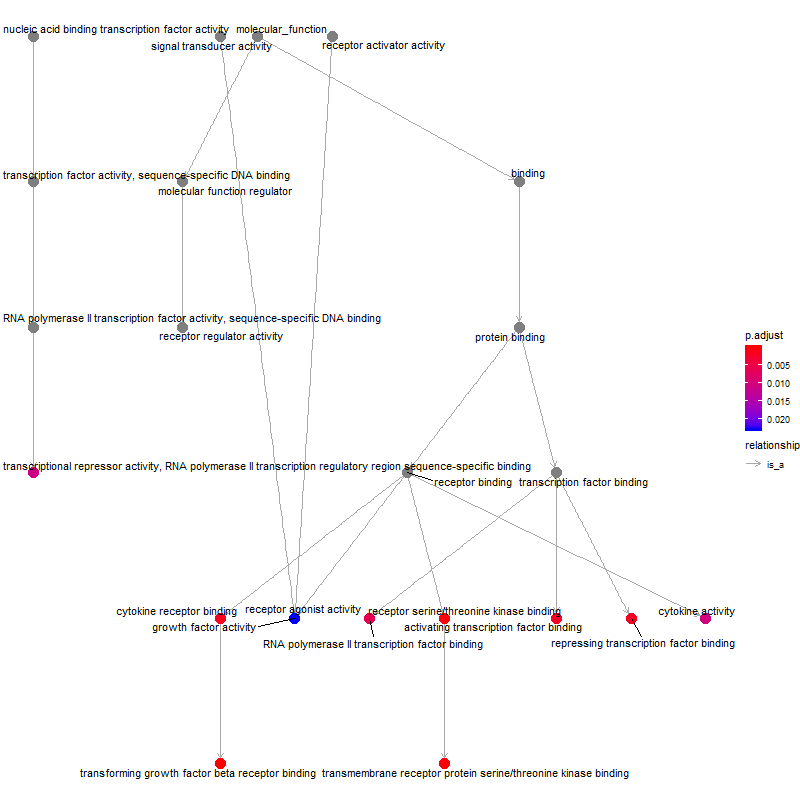 nucleic acid binding transcription factor activity
molecular_function
signal transducer activity
receptor activator activity
transcription factor activity, sequence-specific DNA binding
binding
molecular function regulator
RNA polymerase II transcription factor activity, sequence-specific DNA binding
receptor regulator activity
protein binding
p.adjust
0.005
0.010
0.015
0.020
relationship
is_a
transcriptional repressor activity, RNA polymerase II transcription regulatory region sequence-specific binding
receptor binding
transcription factor binding
cytokine receptor binding
receptor agonist activity
receptor serine/threonine kinase binding
cytokine activity
growth factor activity
activating transcription factor binding
RNA polymerase II transcription factor binding
repressing transcription factor binding
transforming growth factor beta receptor binding
transmembrane receptor protein serine/threonine kinase binding